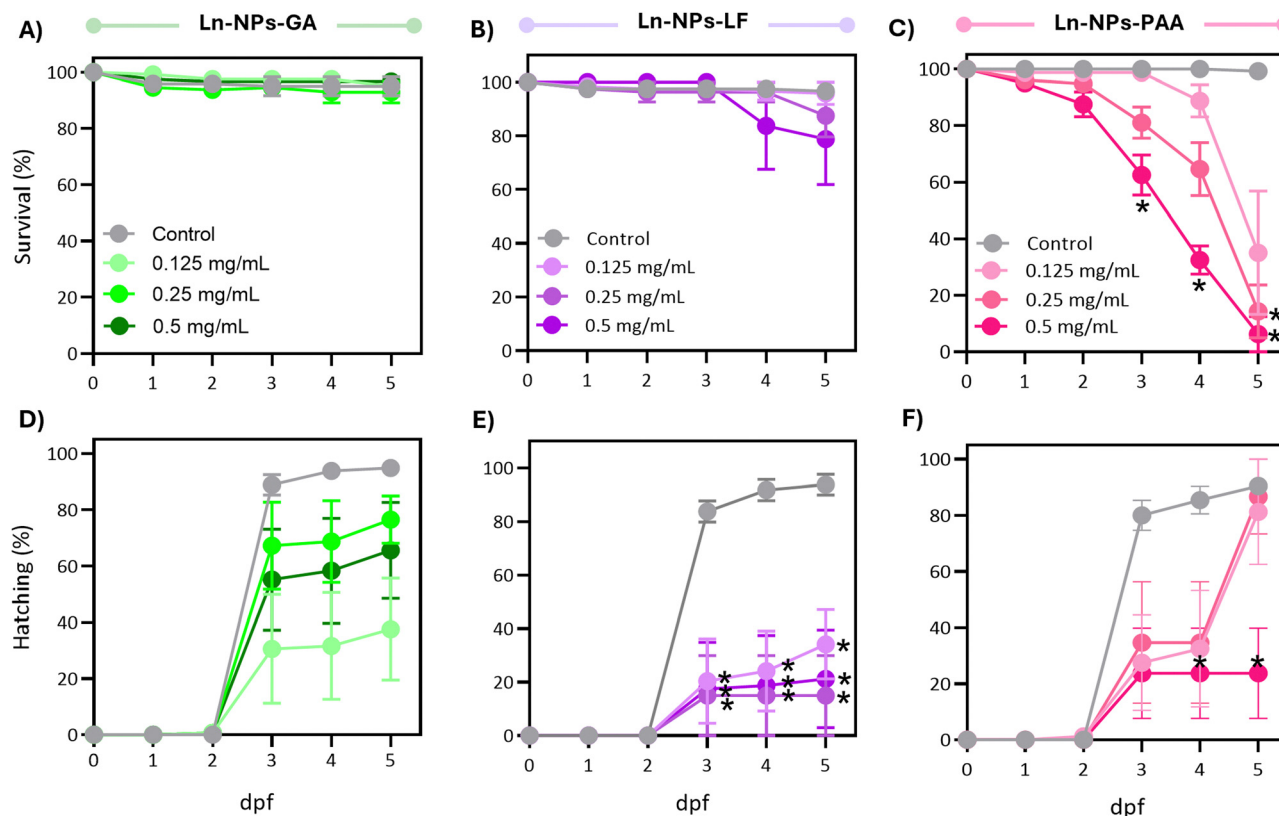 A) Ln-NPs-GA
B) Ln-NPs-LF
C) Ln-NPs-PAA
Survival (%)
100
80
60
40
20
0
Control
0.125 mg/mL
0.25 mg/mL
0.5 mg/mL
0 1 2 3 4 5
100
80
60
40
20
0
Control
0.125 mg/mL
0.25 mg/mL
0.5 mg/mL
0 1 2 3 4 5
100
80
60
40
20
0
Control
0.125 mg/mL
0.25 mg/mL
0.5 mg/mL
* * * *
0 1 2 3 4 5
D)
Hatching (%)
100
80
60
40
20
0
0 1 2 3 4 5
dpf
E)
100
80
60
40
20
0
* * * * * * * * *
0 1 2 3 4 5
dpf
F)
100
80
60
40
20
0
* *
0 1 2 3 4 5
dpf